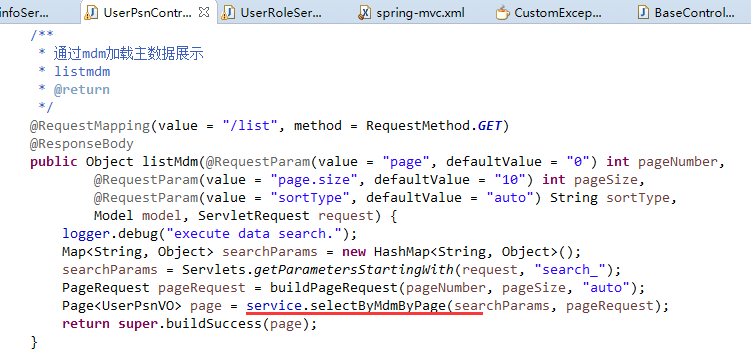 infoSer...
UserPsnContr...
UserRoleSer...
spring-mvc.xml
CustomExcep...
BaseControl...
/**
 * 通过mdm加载主数据展示
 * listmdm
 * @return
 */
@RequestMapping(value = "/list", method = RequestMethod.GET)
@ResponseBody
public Object listMdm(@RequestParam(value = "page", defaultValue = "0") int pageNumber,
        @RequestParam(value = "page.size", defaultValue = "10") int pageSize,
        @RequestParam(value = "sortType", defaultValue = "auto") String sortType,
        Model model, ServletRequest request) {
    logger.debug("execute data search.");
    Map<String, Object> searchParams = new HashMap<String, Object>();
    searchParams = Servlets.getParametersStartingWith(request, "search_");
    PageRequest pageRequest = buildPageRequest(pageNumber, pageSize, "auto");
    Page<UserPsnVO> page = service.selectByMdmByPage(searchParams, pageRequest);
    return super.buildSuccess(page);
}